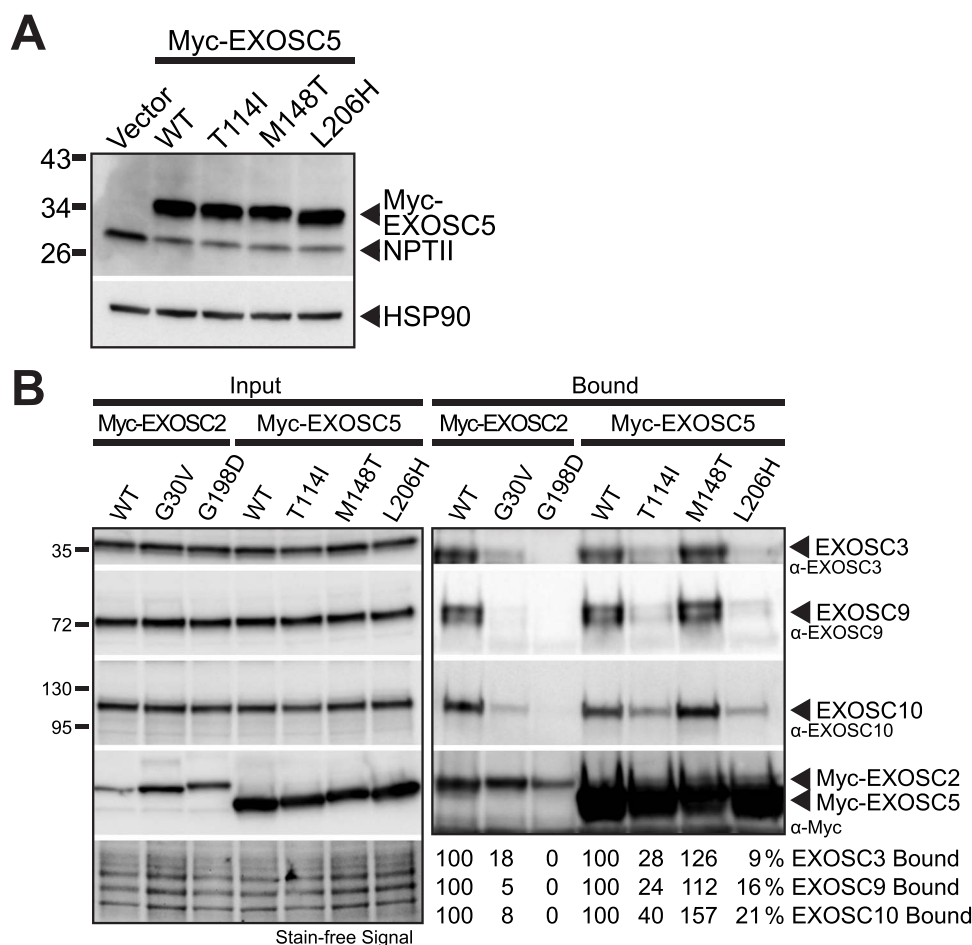 A
Myc-EXOSC5
Vector
WT
T114I
M148T
L206H
43
34
26
Myc-
EXOSC5
NPTII
HSP90
B
Input
Bound
Myc-EXOSC2 Myc-EXOSC5
Myc-EXOSC2 Myc-EXOSC5
WT G30V G198D WT T114I M148T L206H
WT G30V G198D WT T114I M148T L206H
35
72
130
95
EXOSC3
α-EXOSC3
EXOSC9
α-EXOSC9
EXOSC10
α-EXOSC10
Myc-EXOSC2
Myc-EXOSC5
α-Myc
100 18 0 100 28 126 9 % EXOSC3 Bound
100 5 0 100 24 112 16 % EXOSC9 Bound
100 8 0 100 40 157 21 % EXOSC10 Bound
Stain-free Signal